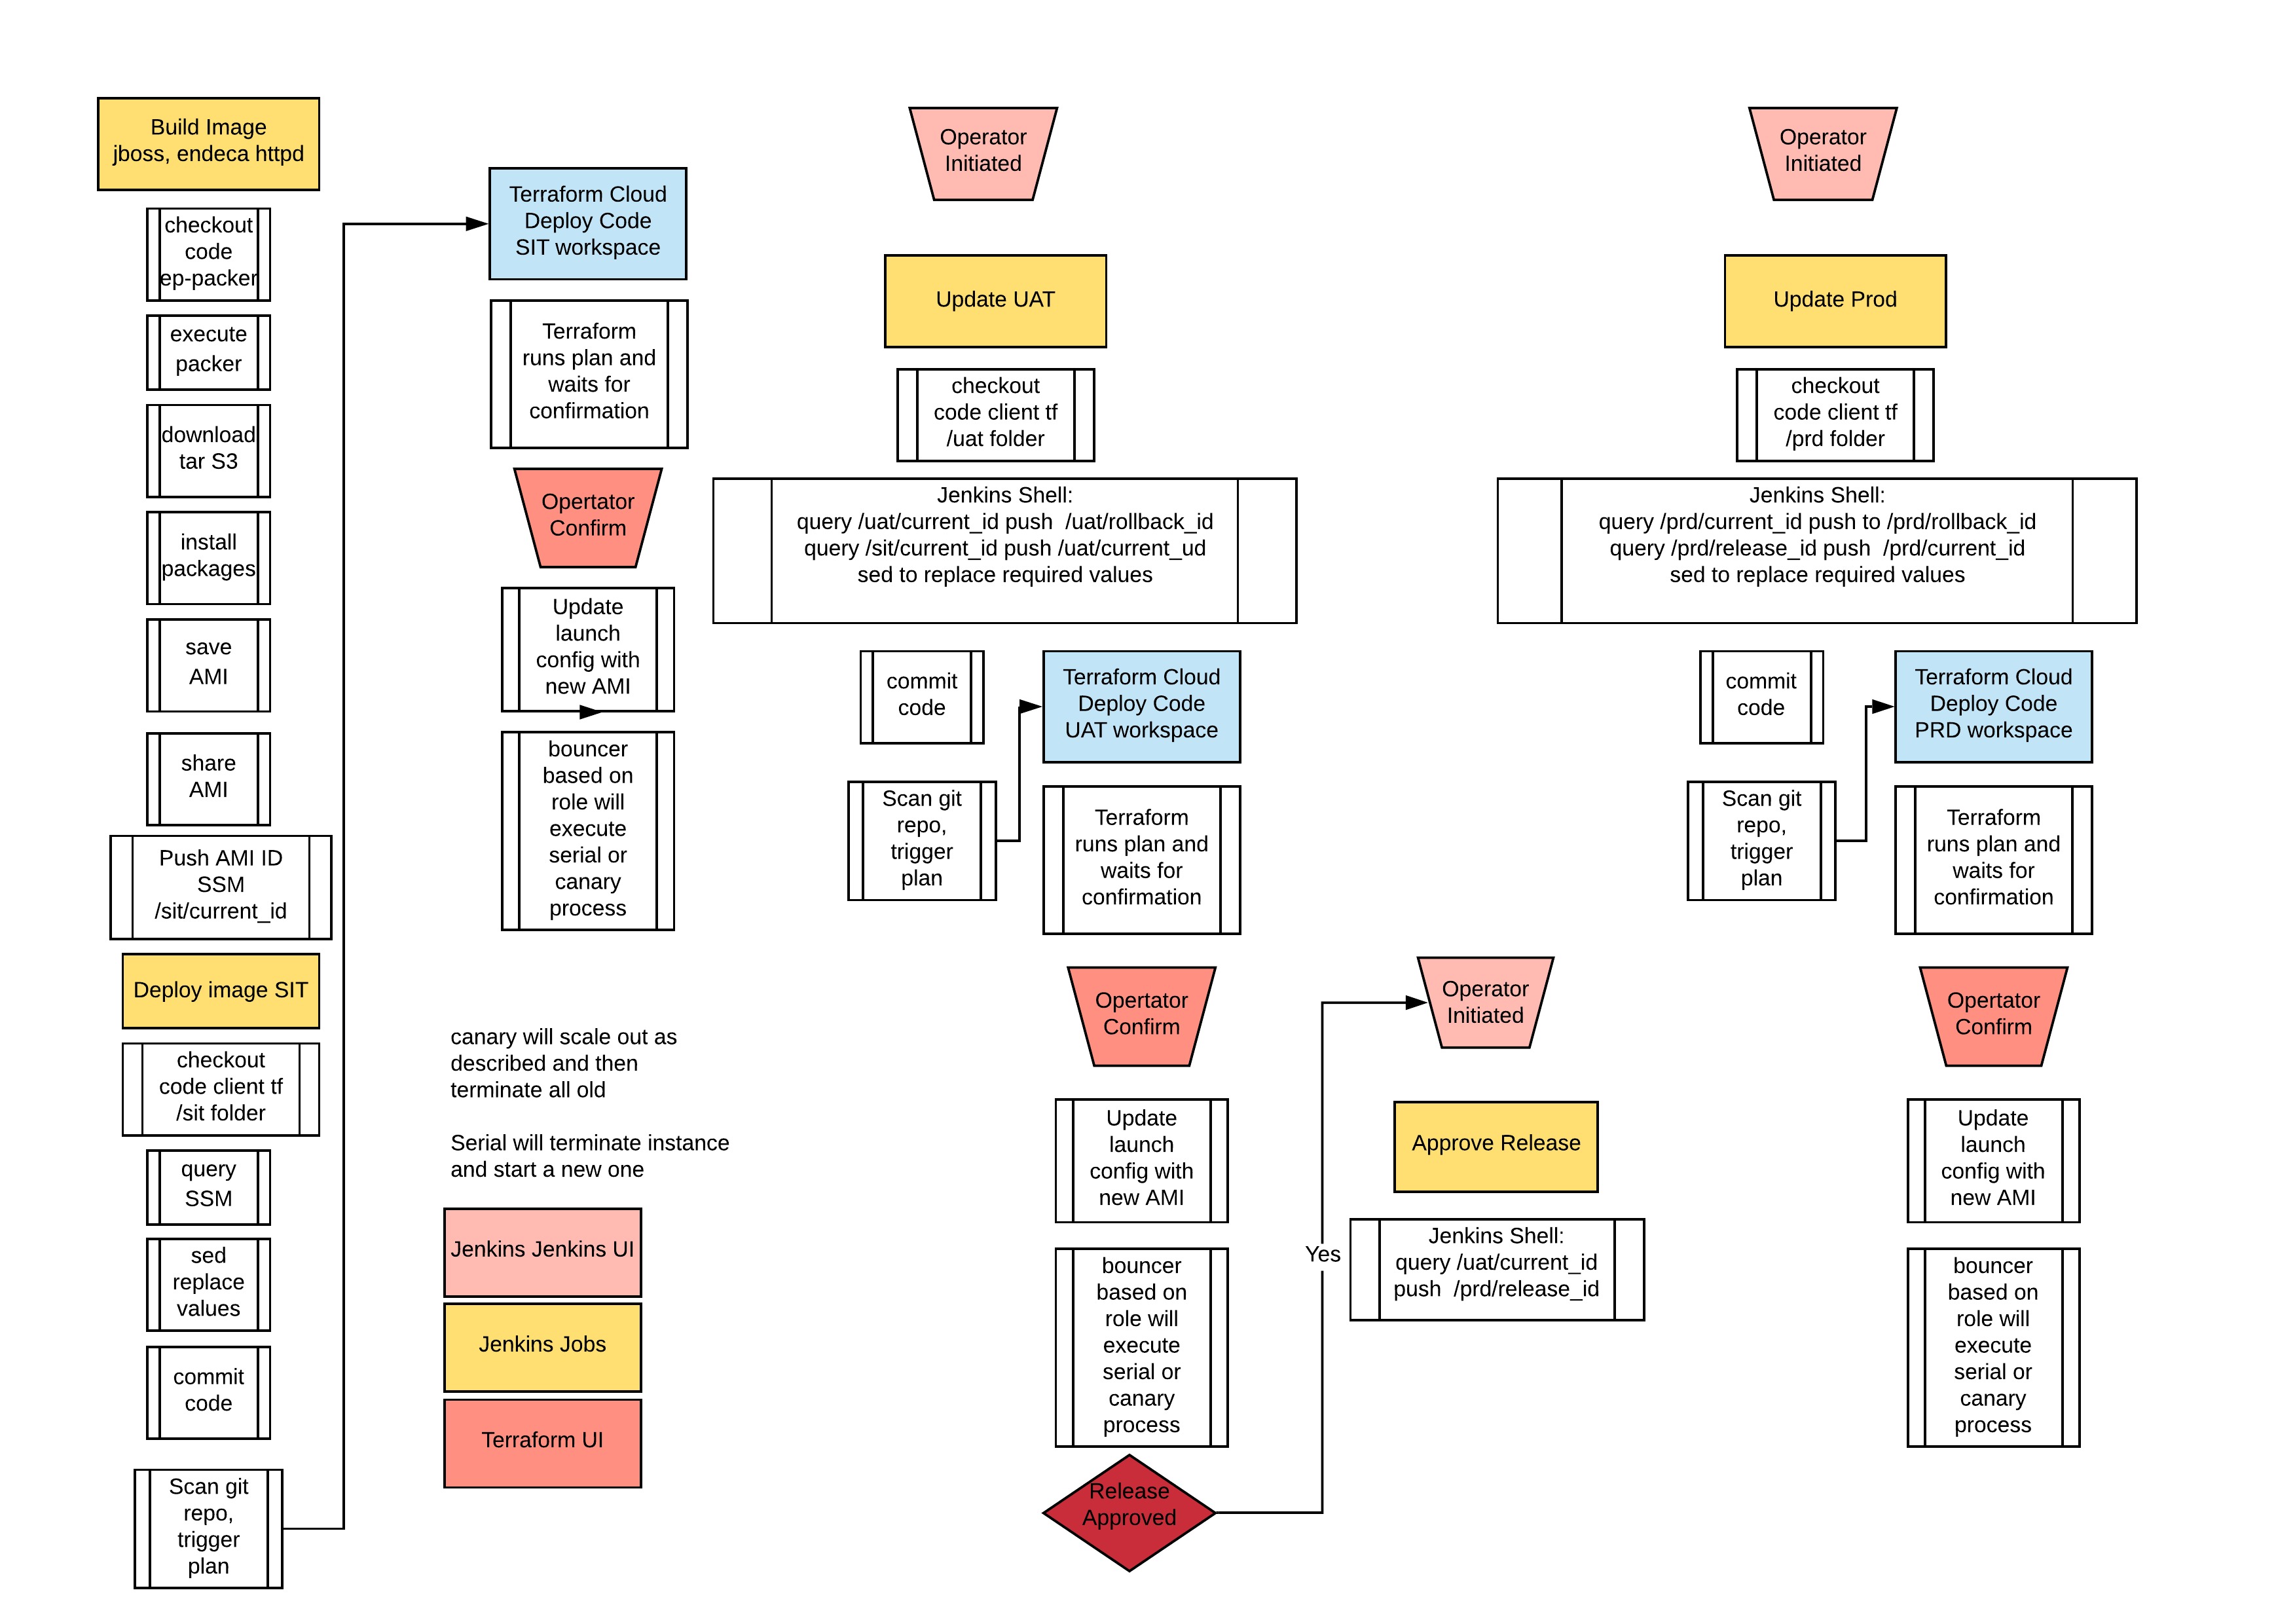 Build Image
jboss, endeca httpd
checkout
code
ep-packer
execute
packer
download
tar S3
install
packages
save
AMI
share
AMI
Push AMI ID
SSM
/sit/current_id
Deploy image SIT
checkout
code client tf
/sit folder
query
SSM
sed
replace
values
commit
code
Scan git
repo,
trigger
plan
Terraform Cloud
Deploy Code
SIT workspace
Terraform
runs plan and
waits for
confirmation
Opertator
Confirm
Update
launch
config with
new AMI
bouncer
based on
role will
execute
serial or
canary
process
canary will scale out as
described and then
terminate all old
Serial will terminate instance
and start a new one
Jenkins Jenkins UI
Jenkins Jobs
Terraform UI
Operator
Initiated
Update UAT
checkout
code client tf
/uat folder
Jenkins Shell:
query /uat/current_id push  /uat/rollback_id
query /sit/current_id push /uat/current_ud
sed to replace required values
commit
code
Scan git
repo,
trigger
plan
Terraform Cloud
Deploy Code
UAT workspace
Terraform
runs plan and
waits for
confirmation
Opertator
Confirm
Update
launch
config with
new AMI
bouncer
based on
role will
execute
serial or
canary
process
Release
Approved
Yes
Operator
Initiated
Approve Release
Jenkins Shell:
query /uat/current_id
push  /prd/release_id
Operator
Initiated
Update Prod
checkout
code client tf
/prd folder
Jenkins Shell:
query /prd/current_id push to /prd/rollback_id
query /prd/release_id push  /prd/current_id
sed to replace required values
commit
code
Scan git
repo,
trigger
plan
Terraform Cloud
Deploy Code
PRD workspace
Terraform
runs plan and
waits for
confirmation
Opertator
Confirm
Update
launch
config with
new AMI
bouncer
based on
role will
execute
serial or
canary
process